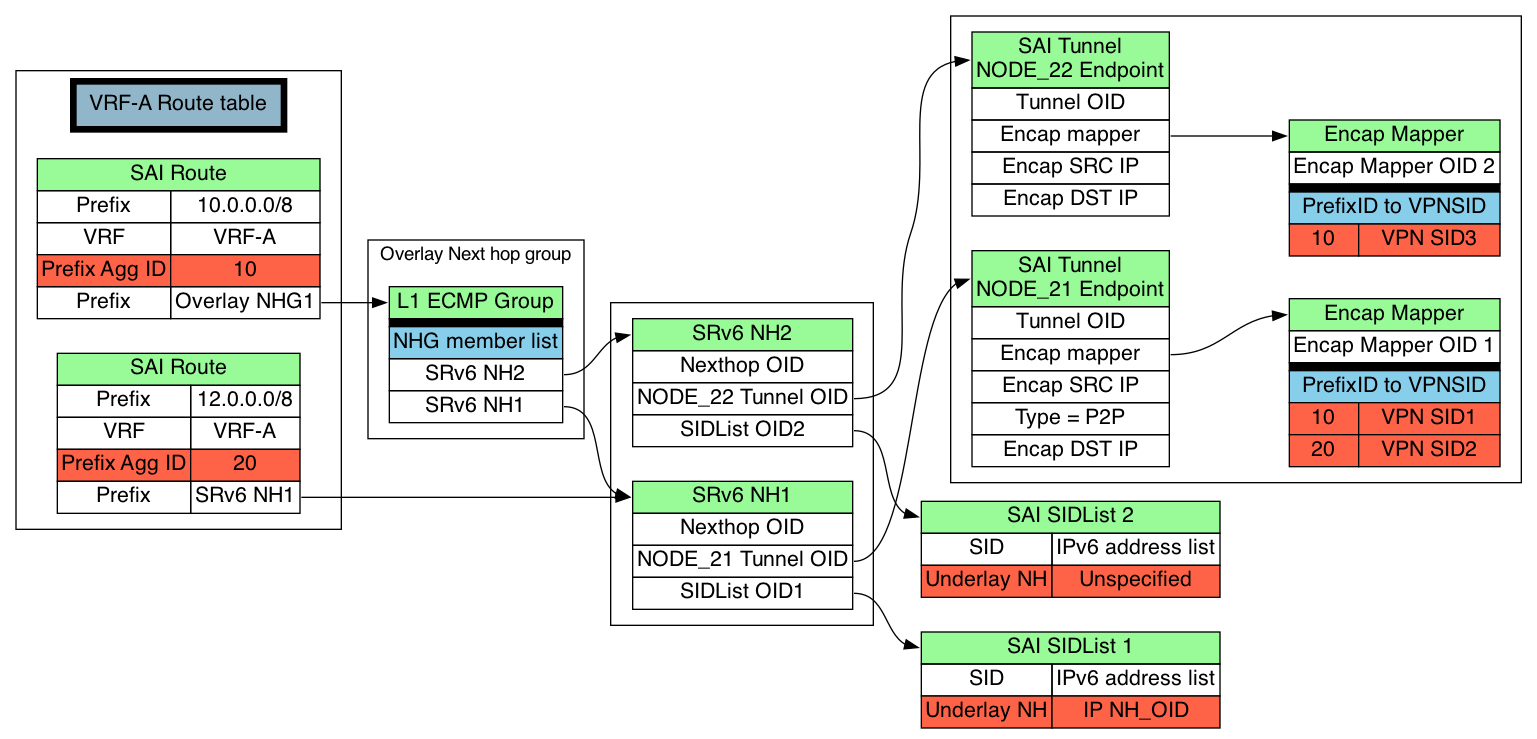 VRF-A Route table
SAI Route
Prefix 10.0.0.0/8
VRF VRF-A
Prefix Agg ID 10
Prefix Overlay NHG1
SAI Route
Prefix 12.0.0.0/8
VRF VRF-A
Prefix Agg ID 20
Prefix SRv6 NH1
Overlay Next hop group
L1 ECMP Group
NHG member list
SRv6 NH2
SRv6 NH1
SRv6 NH2
Nexthop OID
NODE_22 Tunnel OID
SIDList OID2
SRv6 NH1
Nexthop OID
NODE_21 Tunnel OID
SIDList OID1
SAI Tunnel
NODE_22 Endpoint
Tunnel OID
Encap mapper
Encap SRC IP
Encap DST IP
SAI Tunnel
NODE_21 Endpoint
Tunnel OID
Encap mapper
Encap SRC IP
Type = P2P
Encap DST IP
Encap Mapper
Encap Mapper OID 2
PrefixID to VPNSID
10 VPN SID3
Encap Mapper
Encap Mapper OID 1
PrefixID to VPNSID
10 VPN SID1
20 VPN SID2
SAI SIDList 2
SID IPv6 address list
Underlay NH Unspecified
SAI SIDList 1
SID IPv6 address list
Underlay NH IP NH_OID